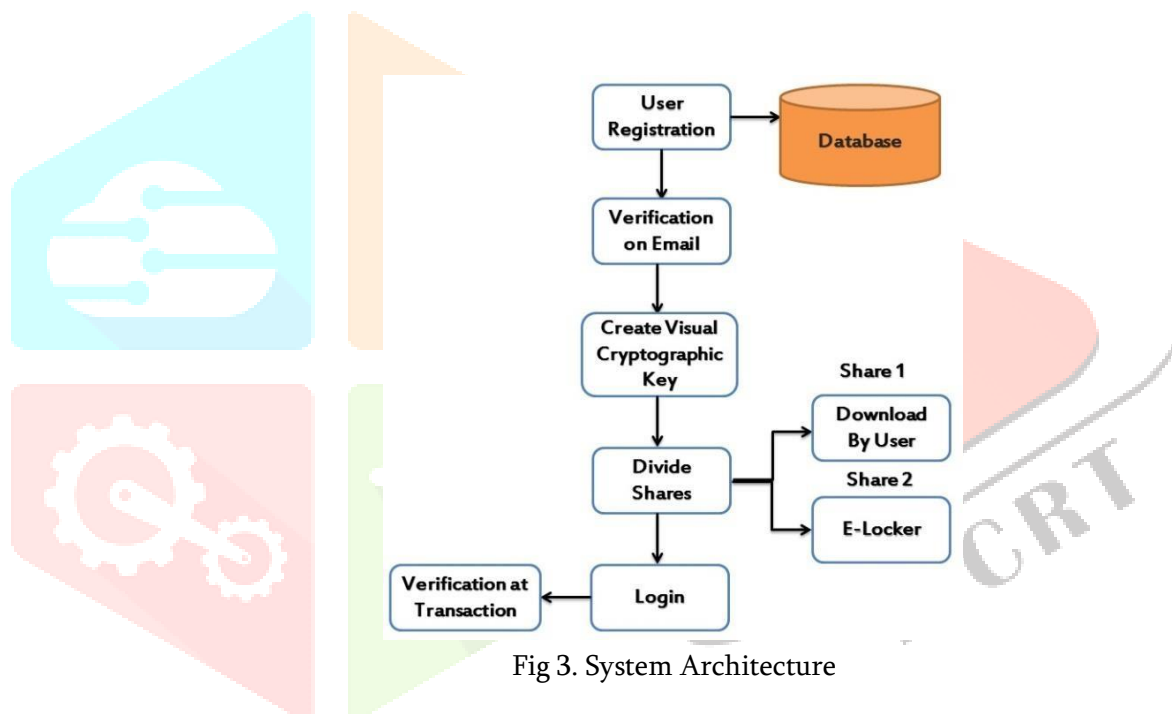 User
Registration
Database
Verification
on Email
Create Visual
Cryptographic
Key
Share 1
Download
By User
Divide
Shares
Share 2
E-Locker
Verification at
Transaction
Login
CRT
Fig 3. System Architecture